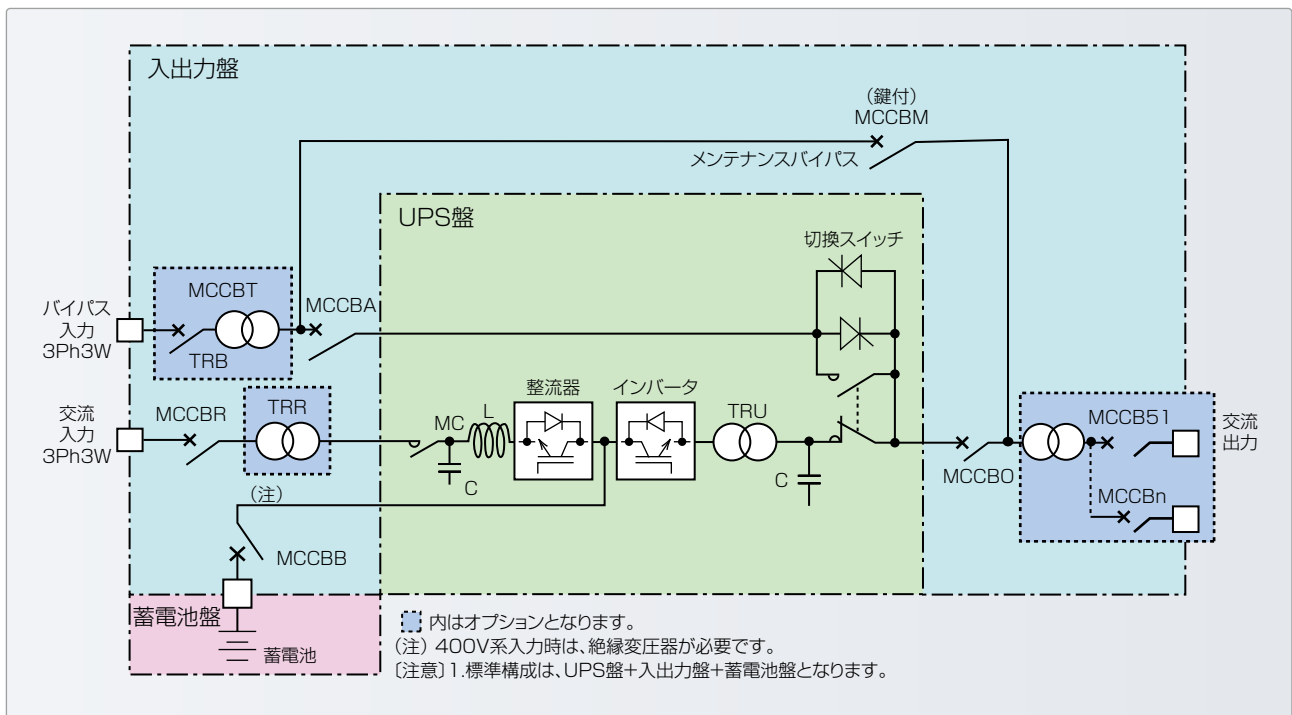 入出力盤
(鍵付)
MCCBM
メンテナンスバイパス
UPS盤
切換スイッチ
MCCBT
MCCBA
バイパス
入力
3Ph3W
TRB
交流
入力
3Ph3W
MCCBR
TRR
MC
L
整流器
インバータ
TRU
MCCB51
交流
出力
C
C
MCCBO
MCCBn
(注)
MCCBB
蓄電池盤
蓄電池
内はオプションとなります。
(注) 400V系入力時は、絶縁変圧器が必要です。
〔注意〕1.標準構成は、UPS盤+入出力盤+蓄電池盤となります。